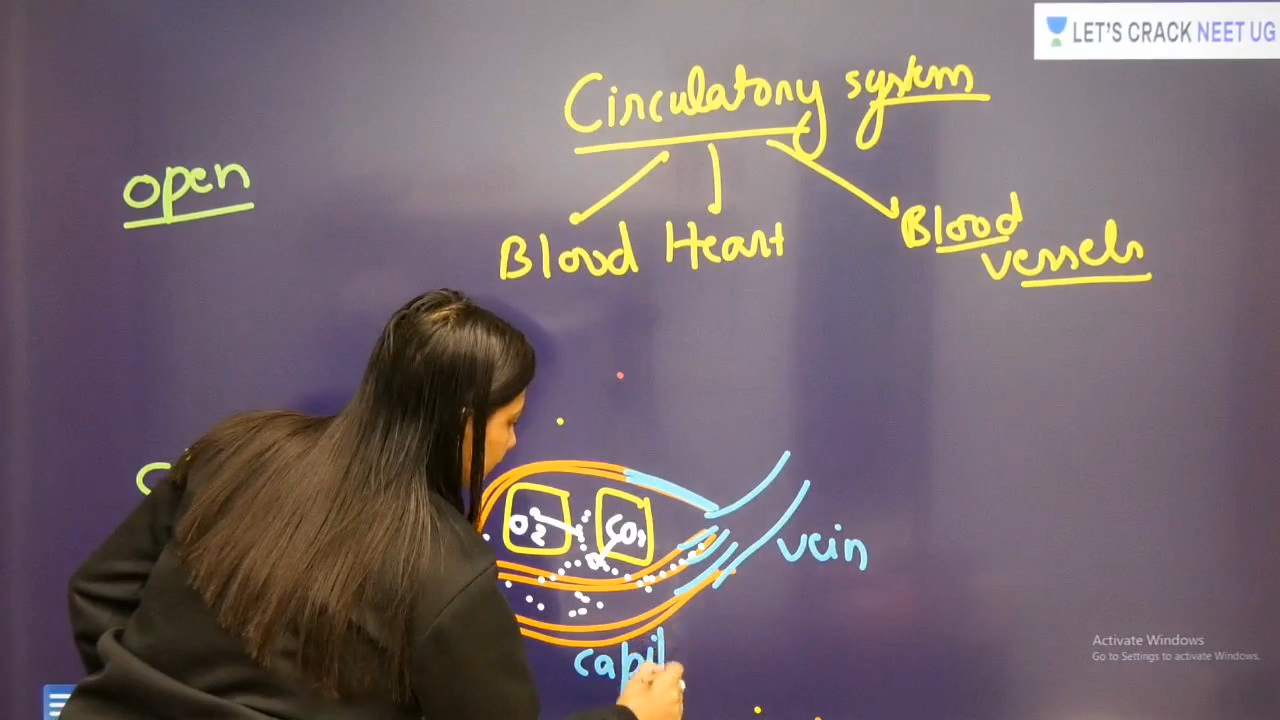 LET'S CRACK NEET UG
Circulatory system
open
Blood Heart Blood
vessels
O2 CO2
vein
capil
Activate Windows
Go to Settings to activate Windows.